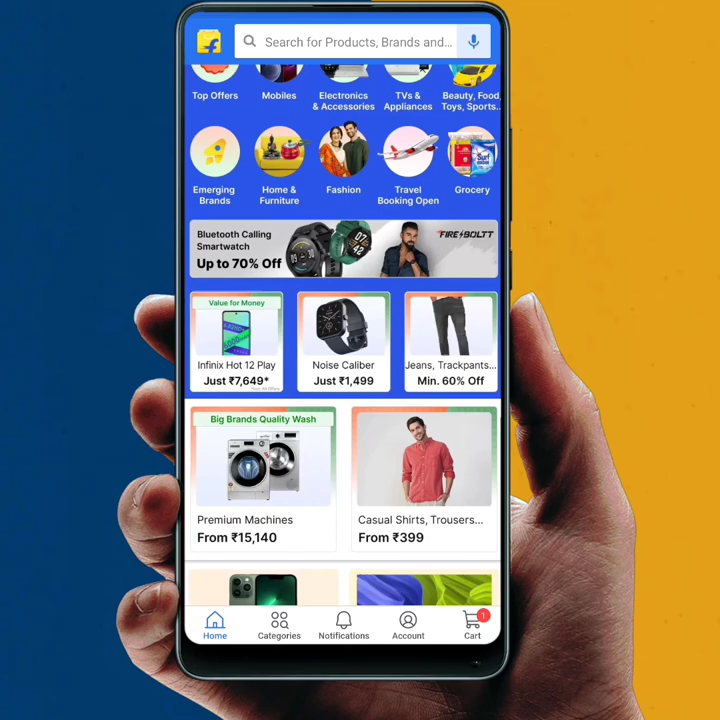 Search for Products, Brands and...
Top Offers
Mobiles
Electronics
& Accessories
TVs &
Appliances
Beauty, Food,
Toys, Sports..
Emerging
Brands
Home &
Furniture
Fashion
Travel
Booking Open
Grocery
Bluetooth Calling
Smartwatch
Up to 70% Off
FIRE-BOLTT
Value for Money
Infinix Hot 12 Play
Just ₹7,649*
Noise Caliber
Just ₹1,499
Jeans, Trackpants...
Min. 60% Off
Big Brands Quality Wash
Premium Machines
From ₹15,140
Casual Shirts, Trousers...
From ₹399
Home
Categories
Notifications
Account
1
Cart